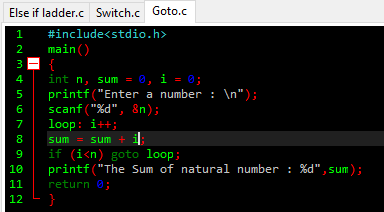 Else if ladder.c Switch.c Goto.c
1 #include<stdio.h>
2 main()
3 {
4 int n, sum = 0, i = 0;
5 printf("Enter a number : \n");
6 scanf("%d", &n);
7 loop: i++;
8 sum = sum + i;
9 if (i<n) goto loop;
10 printf("The Sum of natural number : %d",sum);
11 return 0;
12 }